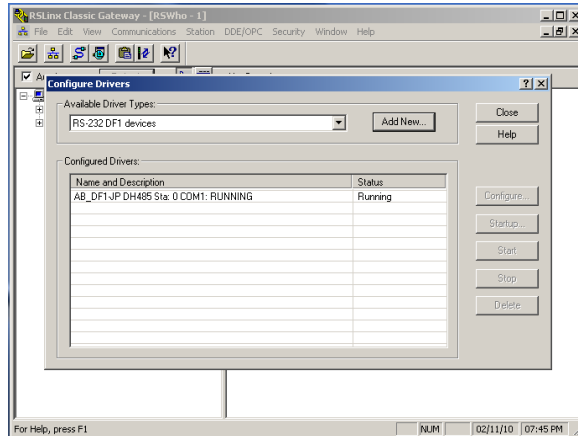 RSLinx Classic Gateway - [RSWho - 1]
File Edit View Communications Station DDE/OPC Security Window Help
Configure Drivers
Available Driver Types:
RS-232 DF1 devices
Add New...
Close
Help
Configured Drivers:
Name and Description Status
AB_DF1-JP DH485 Sta: 0 COM1: RUNNING Running
Configure...
Startup...
Start
Stop
Delete
For Help, press F1
NUM
02/11/10
07:45 PM